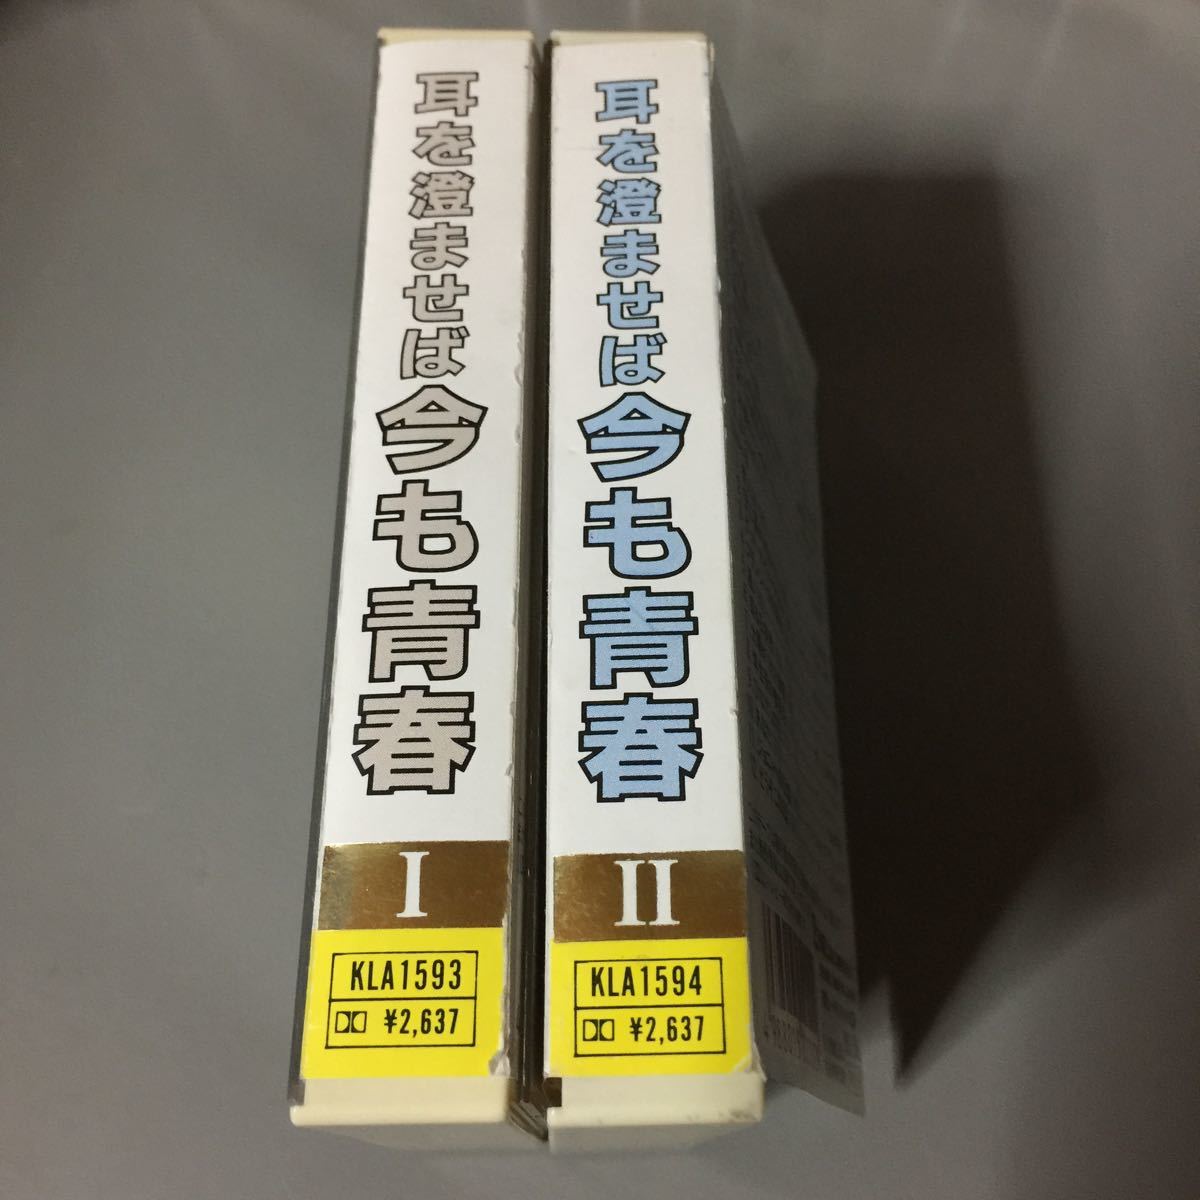 耳を澄ませば
今も青春
I
KLA1593
¥2,637
耳を澄ませば
今も青春
II
KLA1594
¥2,637